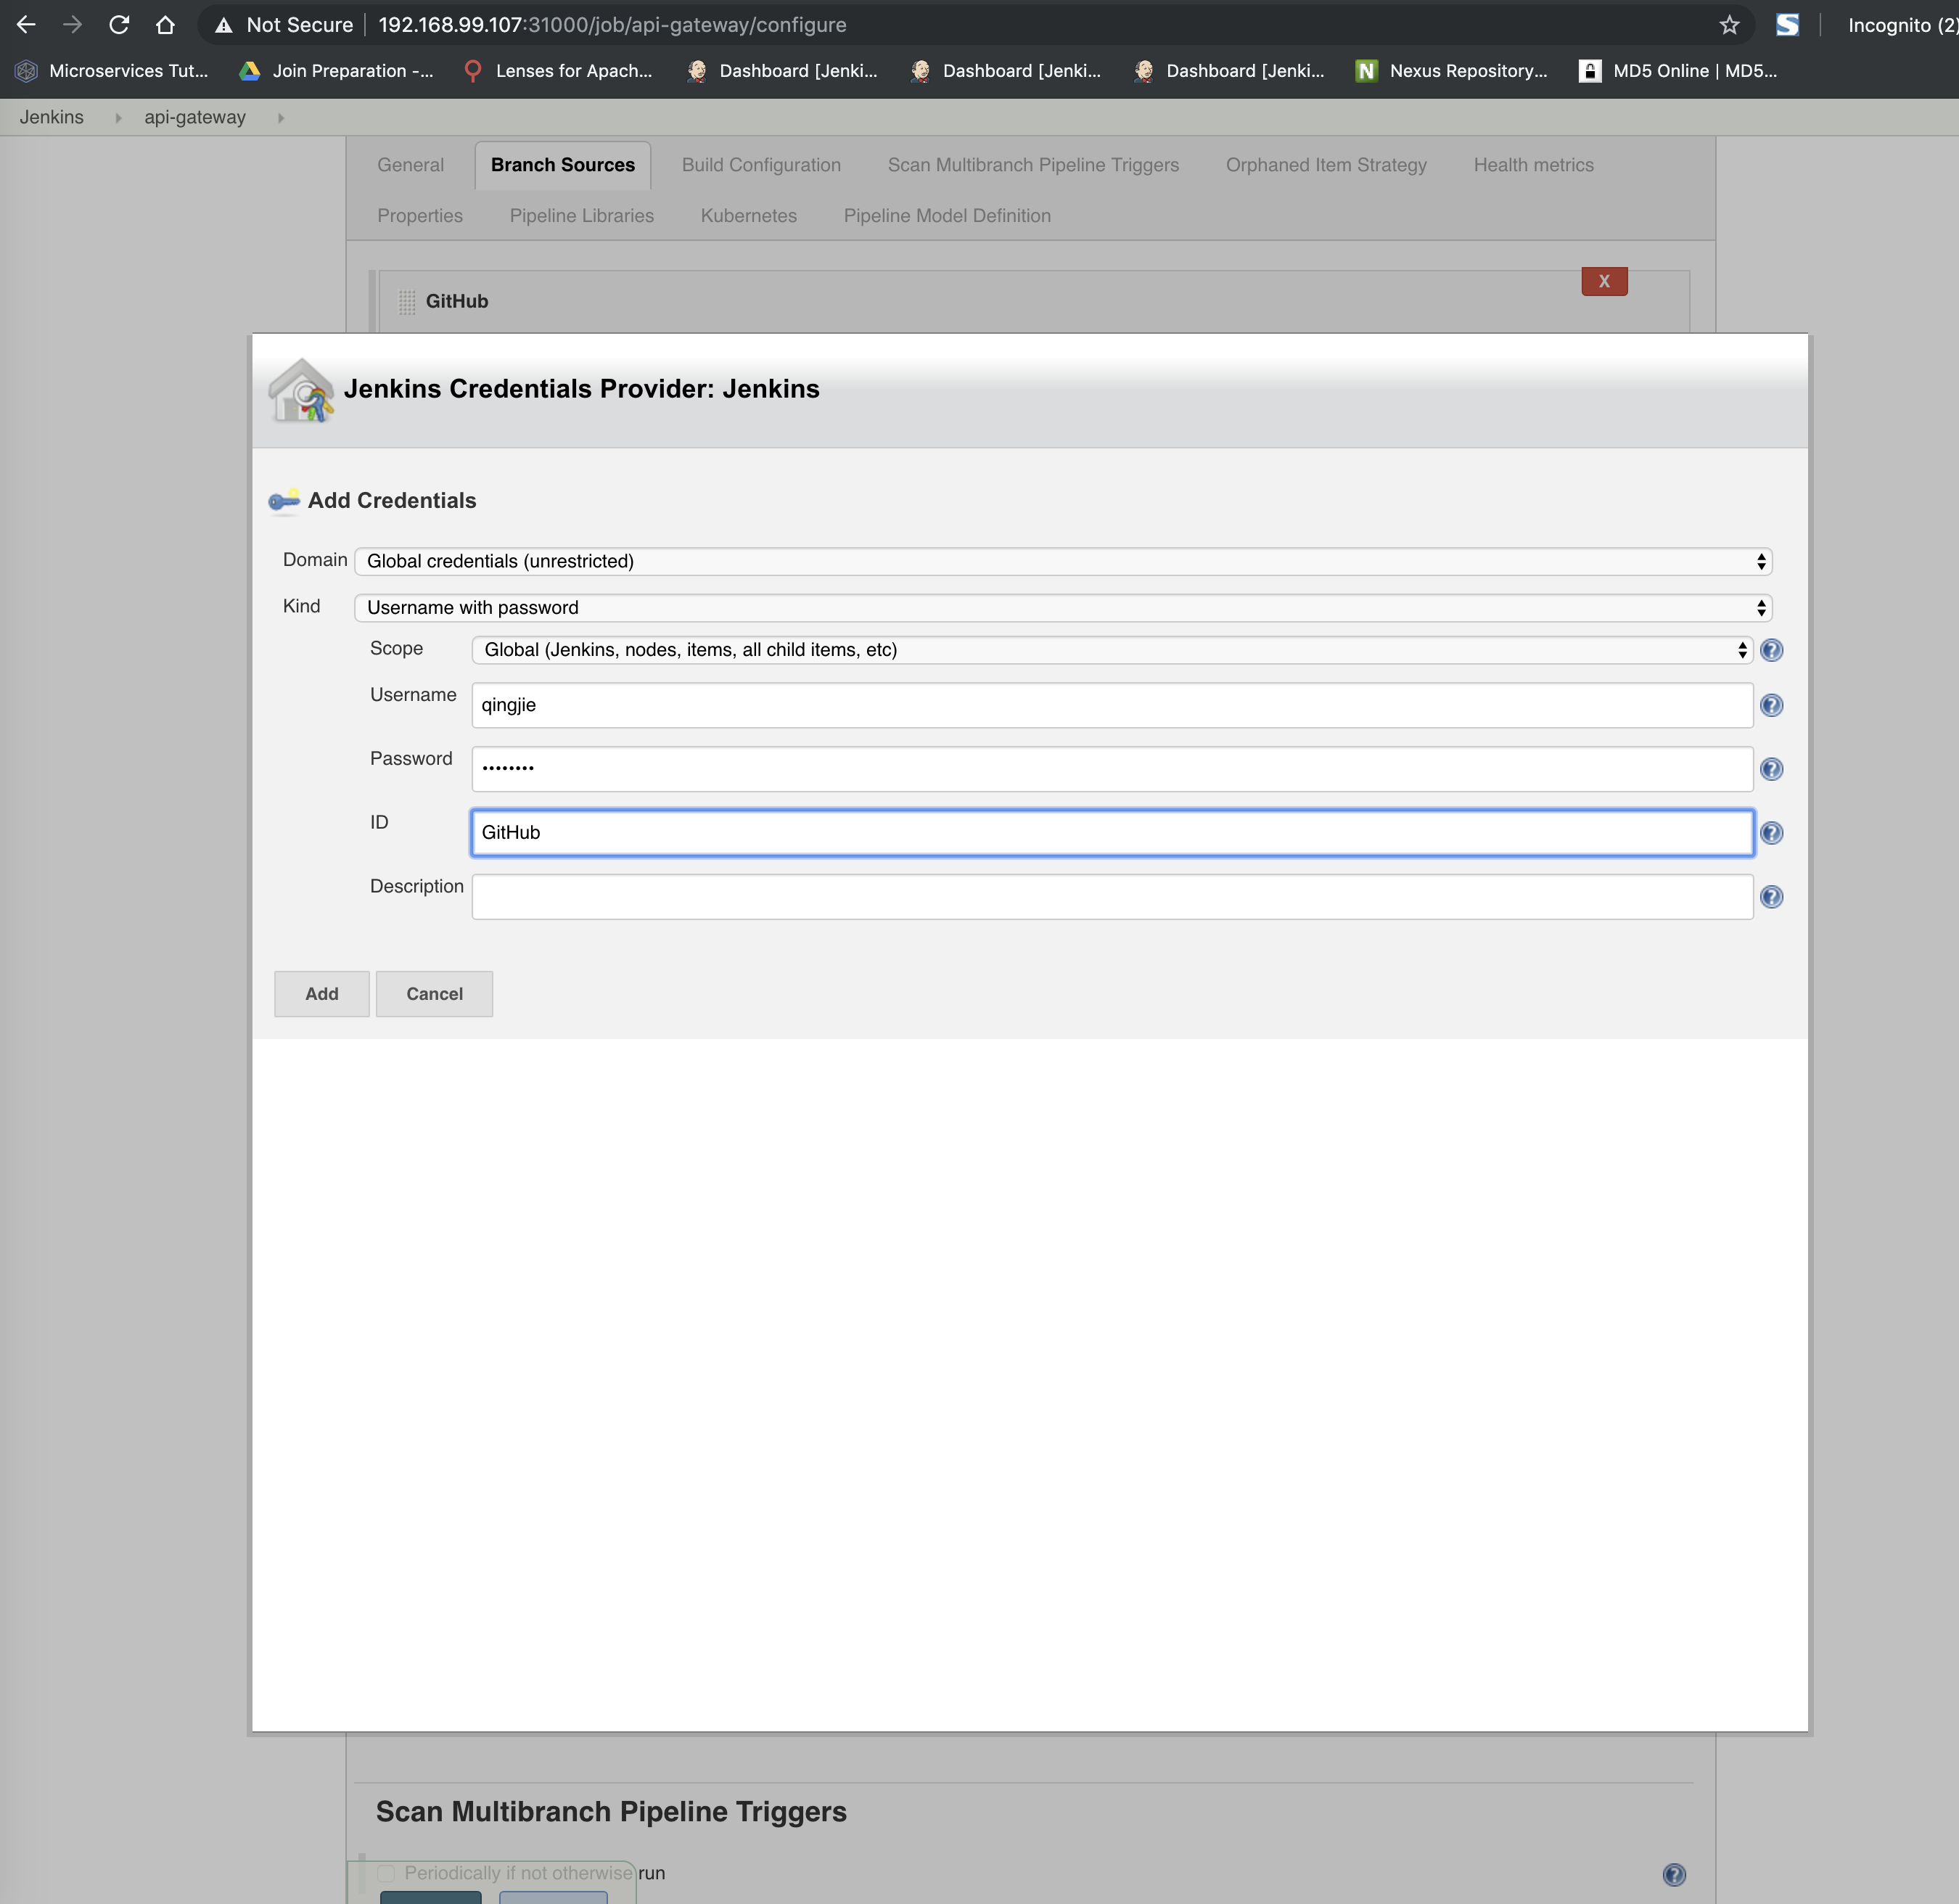 Not Secure 192.168.99.107:31000/job/api-gateway/configure Incognito (2)
Microservices Tut... Join Preparation -... Lenses for Apach... Dashboard [Jenki... Dashboard [Jenki... Dashboard [Jenki... N Nexus Repository... MD5 Online | MD5...
Jenkins api-gateway
General Branch Sources Build Configuration Scan Multibranch Pipeline Triggers Orphaned Item Strategy Health metrics
Properties Pipeline Libraries Kubernetes Pipeline Model Definition
X
GitHub
Jenkins Credentials Provider: Jenkins
Add Credentials
Domain Global credentials (unrestricted)
Kind Username with password
Scope Global (Jenkins, nodes, items, all child items, etc)
Username qingjie
Password ••••••••
ID GitHub
Description
Add Cancel
Scan Multibranch Pipeline Triggers
Periodically if not otherwise run